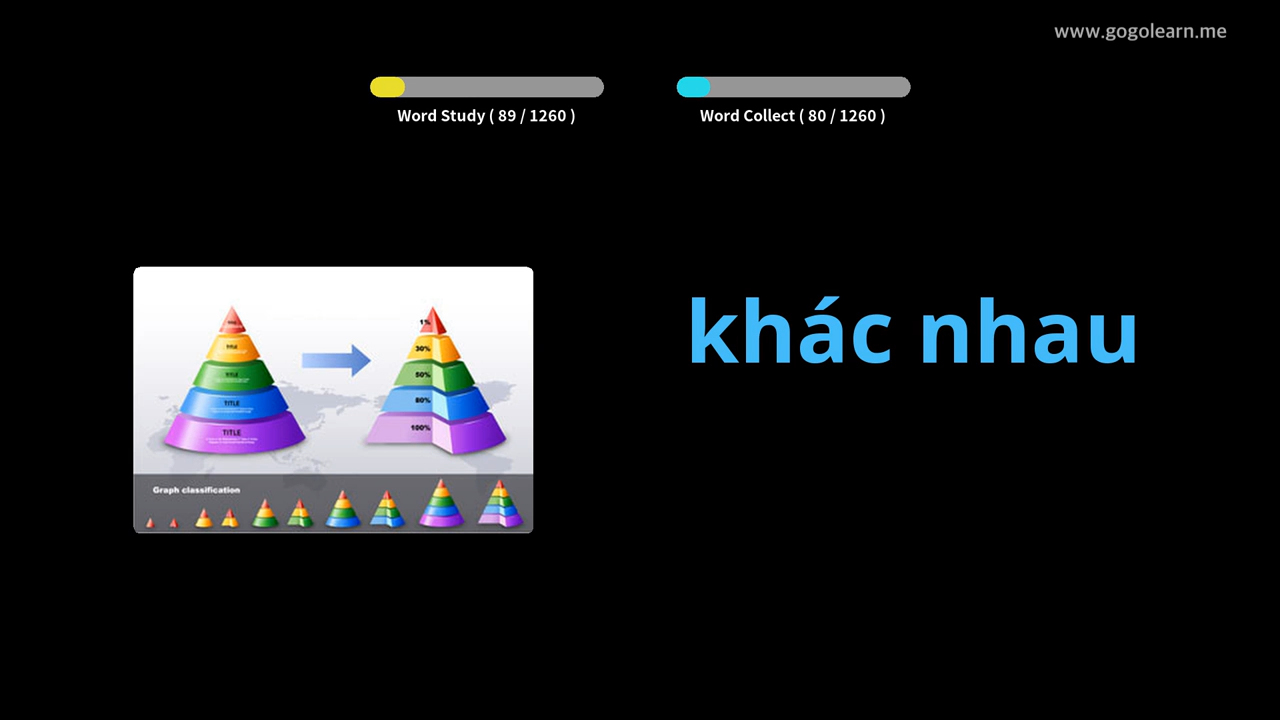 www.gogolearn.me
Word Study ( 89 / 1260 )
Word Collect ( 80 / 1260 )
khác nhau
TITLE
TITLE
TITLE
TITLE
1%
30%
50%
80%
100%
Graph classification